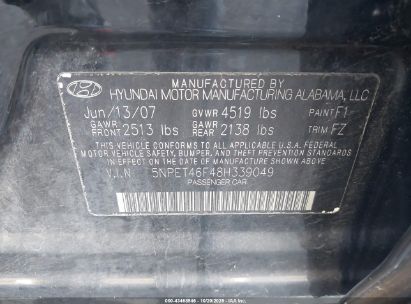 MANUFACTURED BY
HYUNDAI MOTOR MANUFACTURING ALABAMA, LLC
Jun/13/07 GVWR 4519 lbs PAINT F1
GAWR FRONT 2513 lbs GAWR REAR 2138 lbs TRIM FZ
THIS VEHICLE CONFORMS TO ALL APPLICABLE U.S.A. FEDERAL
MOTOR VEHICLE SAFETY, BUMPER, AND THEFT PREVENTION
STANDARDS IN EFFECT ON THE DATE OF MANUFACTURE SHOWN ABOVE.
V.I.N 5NPET46F48H339049
PASSENGER CAR